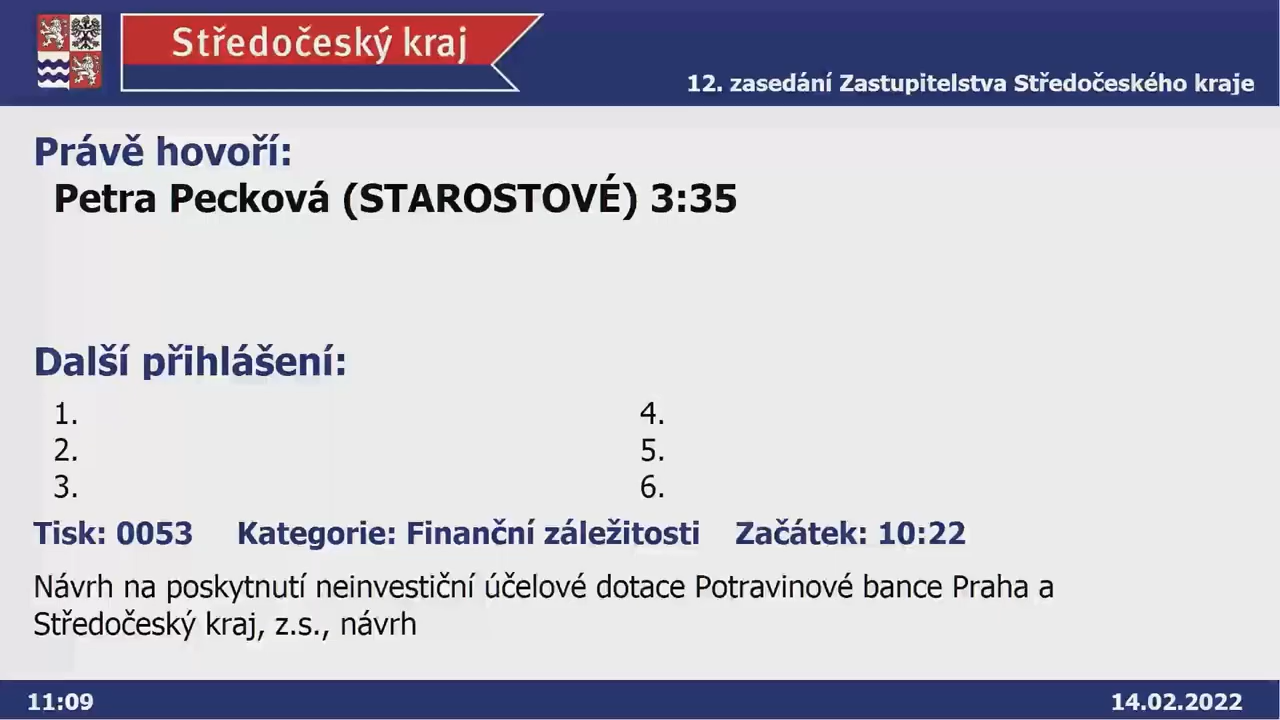 Středočeský kraj
12. zasedání Zastupitelstva Středočeského kraje
Právě hovoří:
Petra Pecková (STAROSTOVÉ) 3:35
Další přihlášení:
1.
2.
3.
4.
5.
6.
Tisk: 0053 Kategorie: Finanční záležitosti Začátek: 10:22
Návrh na poskytnutí neinvestiční účelové dotace Potravinové bance Praha a
Středočeský kraj, z.s., návrh
11:09
14.02.2022